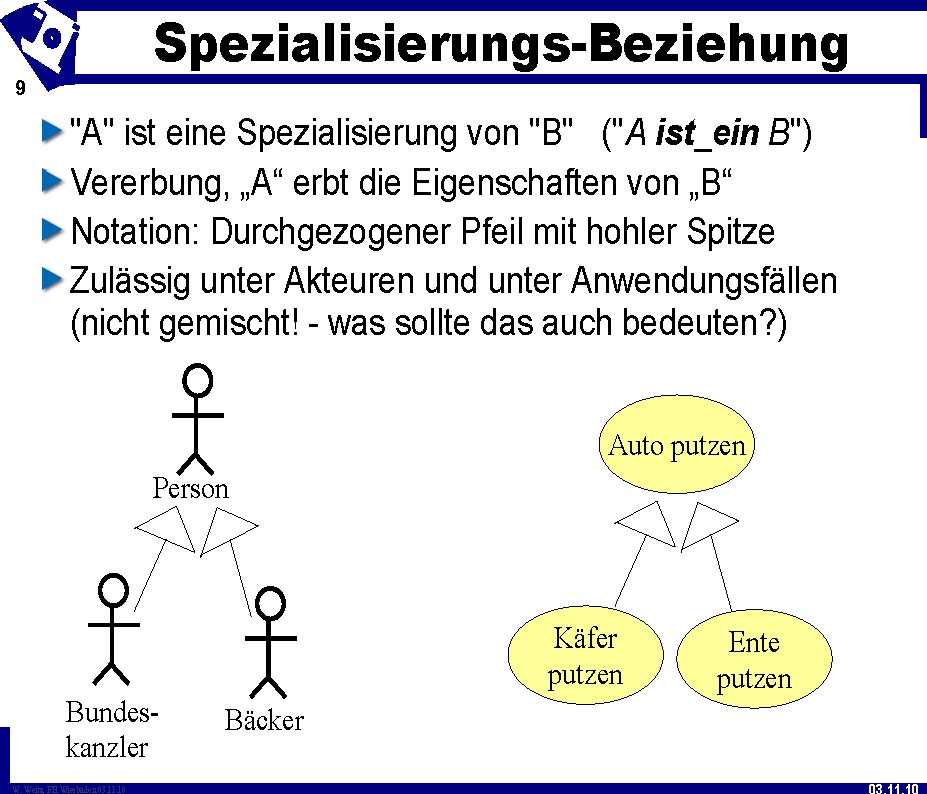 Spezialisierungs-Beziehung
9
"A" ist eine Spezialisierung von "B" ("A ist_ein B")
Vererbung, „A“ erbt die Eigenschaften von „B“
Notation: Durchgezogener Pfeil mit hohler Spitze
Zulässig unter Akteuren und unter Anwendungsfällen
(nicht gemischt! - was sollte das auch bedeuten?)
Person
Auto putzen
Käfer
putzen
Ente
putzen
Bundes-
kanzler
Bäcker
W. Weitz, FH Wiesbaden 03.11.10
03.11.10